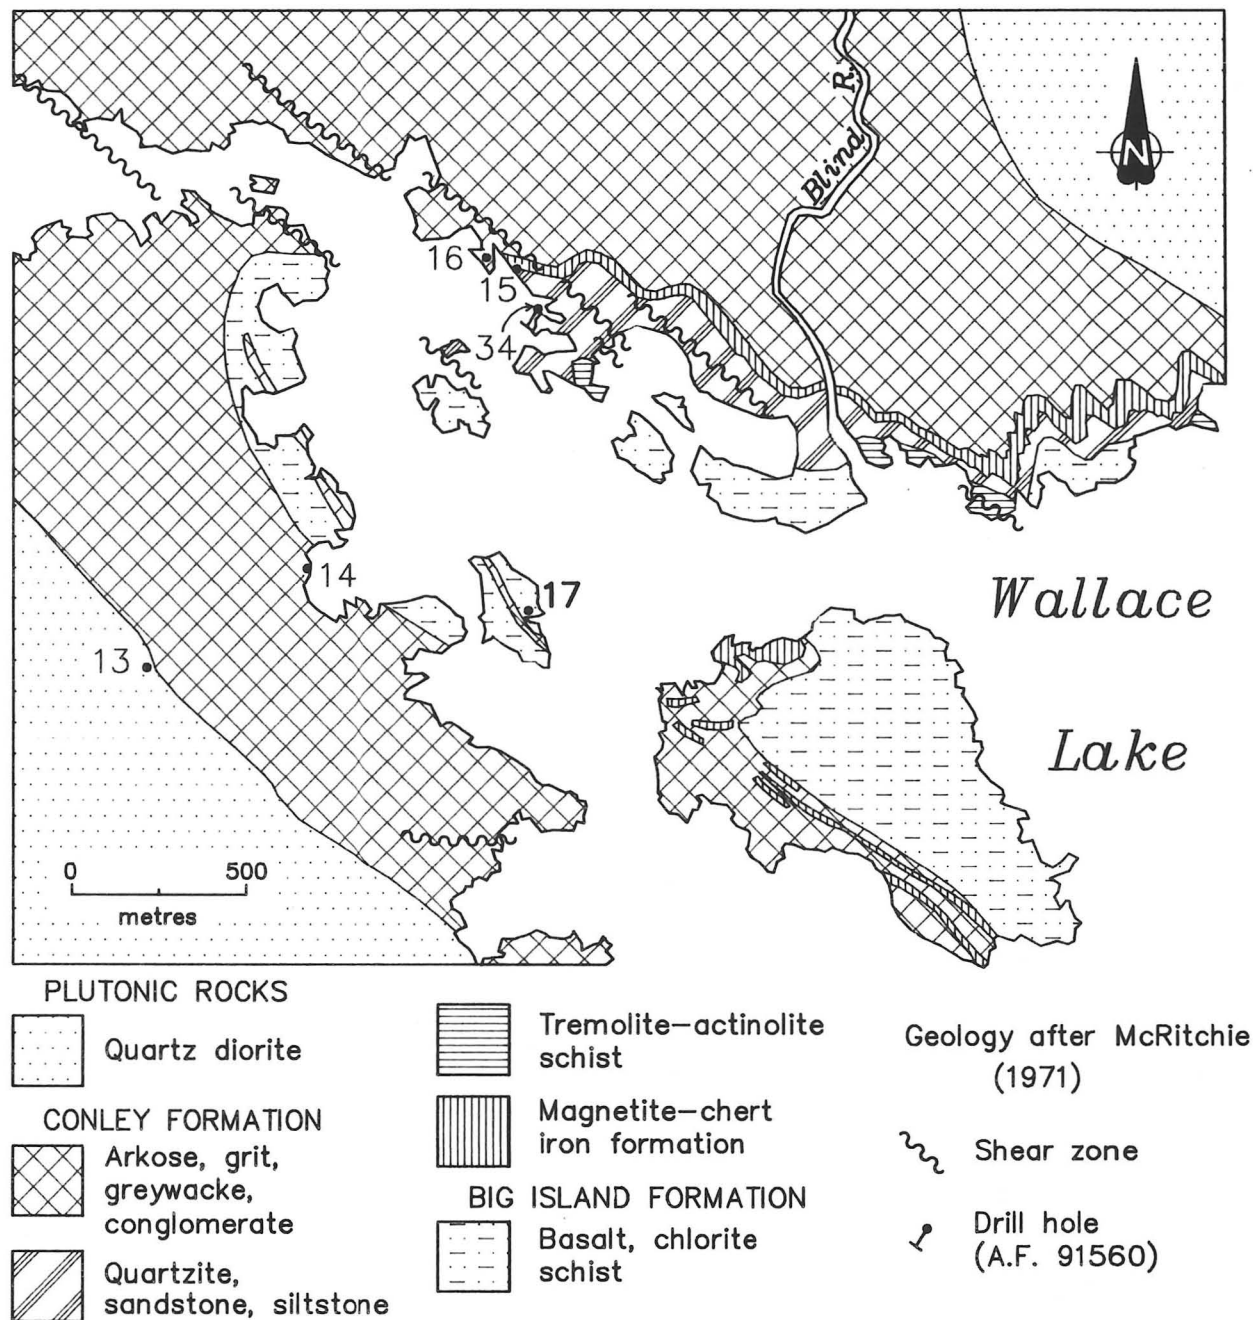 Blind R.
N
16
15
34
14
17
13
Wallace
Lake
0 500
metres
PLUTONIC ROCKS
Quartz diorite
CONLEY FORMATION
Arkose, grit,
greywacke,
conglomerate
Quartzite,
sandstone, siltstone
Tremolite-actinolite
schist
Magnetite-chert
iron formation
BIG ISLAND FORMATION
Basalt, chlorite
schist
Geology after McRitchie
(1971)
Shear zone
Drill hole
(A.F. 91560)